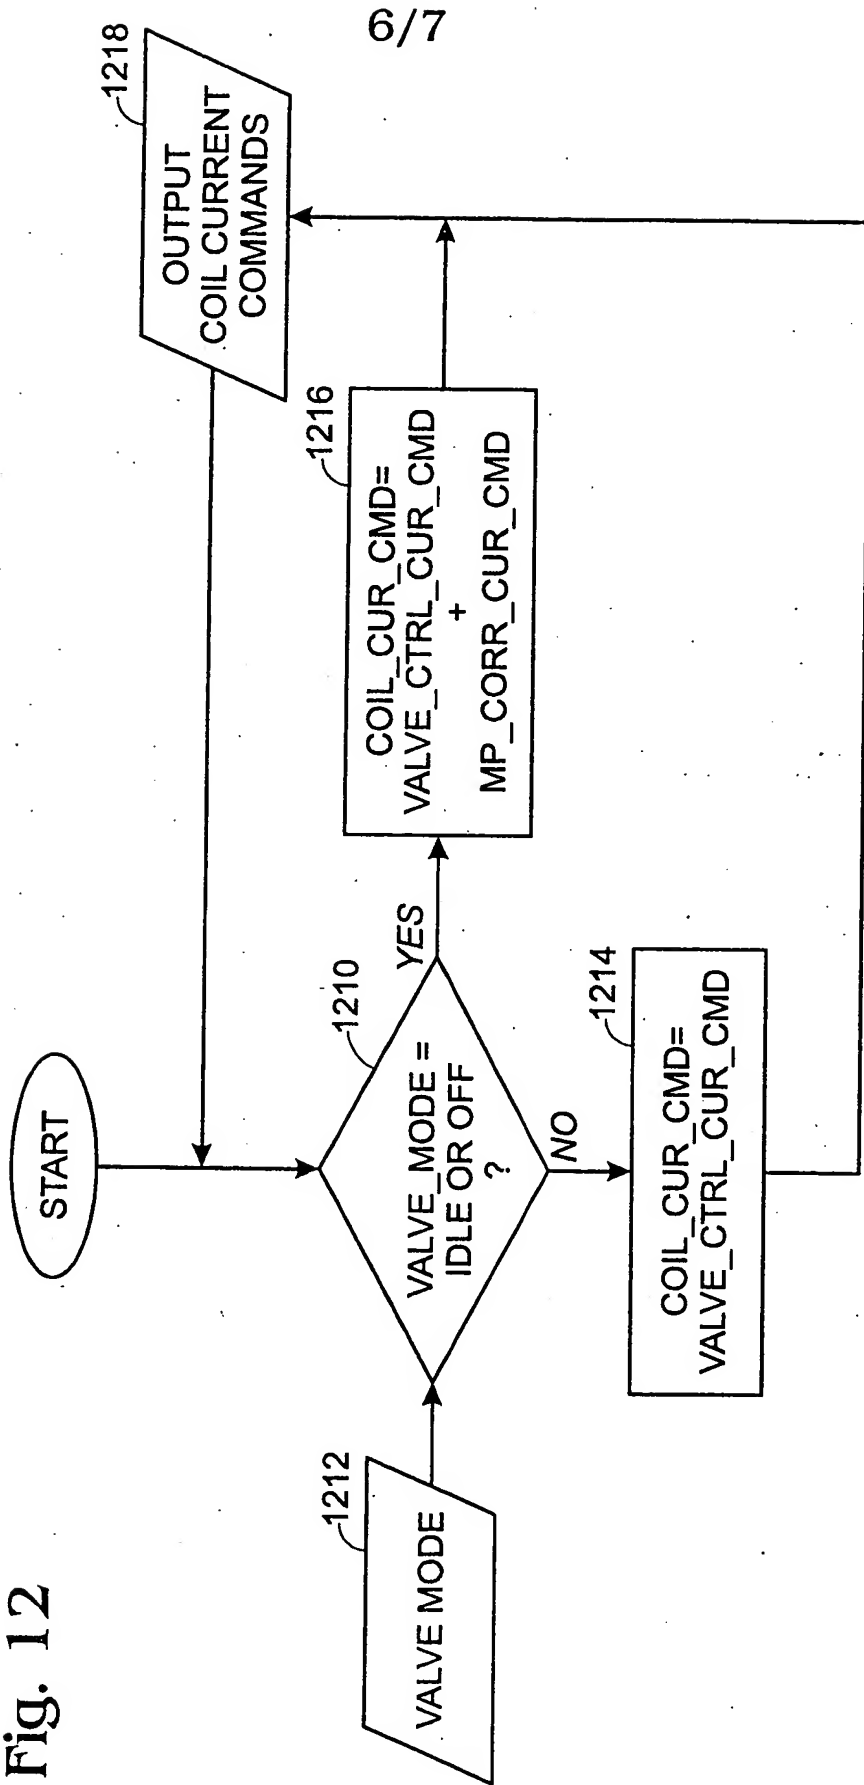 6/7
Fig. 12
START
1218
OUTPUT
COIL CURRENT
COMMANDS
1212
VALVE MODE
1210
VALVE_MODE =
IDLE OR OFF
?
YES
NO
1216
COIL_CUR_CMD=
VALVE_CTRL_CUR_CMD
+
MP_CORR_CUR_CMD
1214
COIL_CUR_CMD=
VALVE_CTRL_CUR_CMD